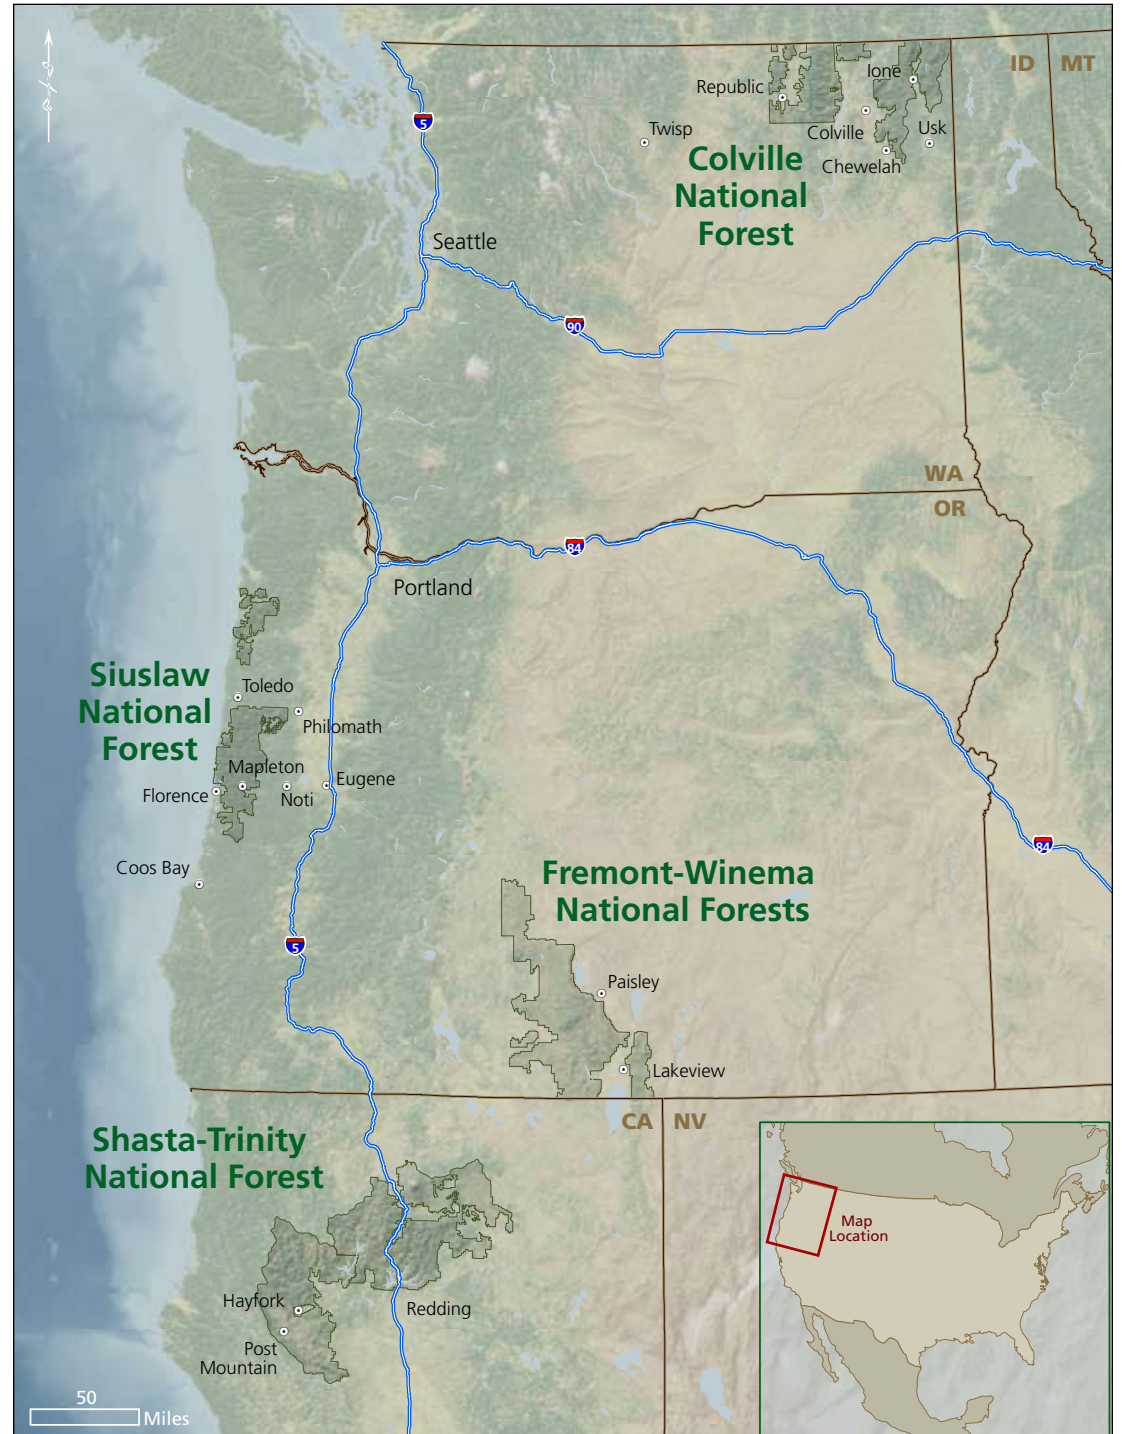 ID
MT
Ione
Republic
5
Twisp
Colville
Usk
Chewelah
Colville
National
Forest
Seattle
90
WA
OR
84
Portland
Siuslaw
National
Forest
Toledo
Philomath
Mapleton
Eugene
Florence
Noti
84
Coos Bay
Fremont-Winema
National Forests
5
Paisley
Lakeview
CA
NV
Shasta-Trinity
National Forest
Map
Location
Hayfork
Redding
Post
Mountain
50
Miles